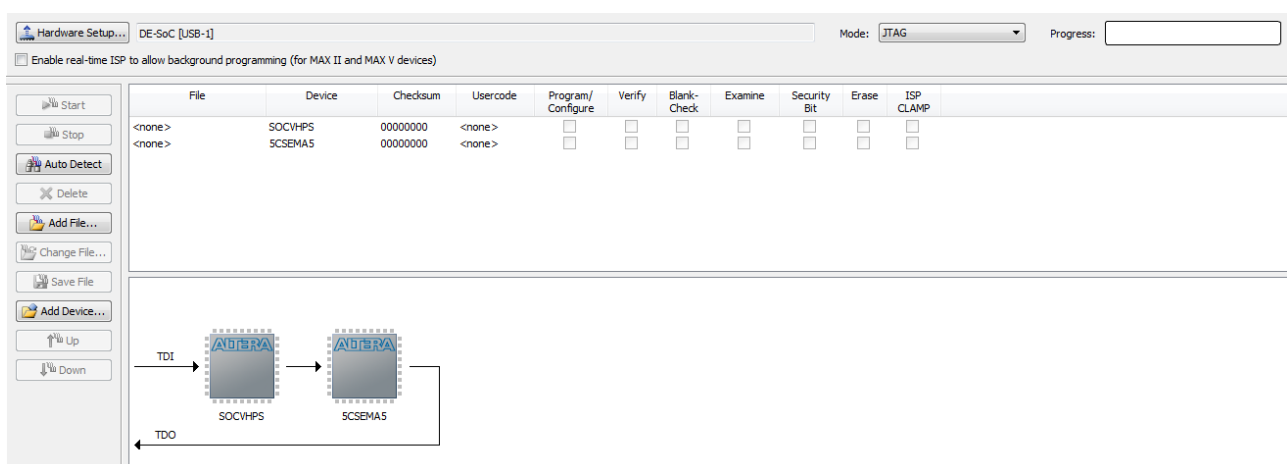 Hardware Setup... DE-SoC [USB-1] Mode: JTAG Progress:
Enable real-time ISP to allow background programming (for MAX II and MAX V devices)
Start
Stop
Auto Detect
Delete
Add File...
Change File...
Save File
Add Device...
Up
Down
File Device Checksum Usercode Program/ Verify Blank- Examine Security Erase ISP
Configure Check Bit CLAMP
<none> SOCVHPS 00000000 <none>
<none> 5CSEMA5 00000000 <none>
TDI
ALTERA ALTERA
SOCVHPS 5CSEMA5
TDO